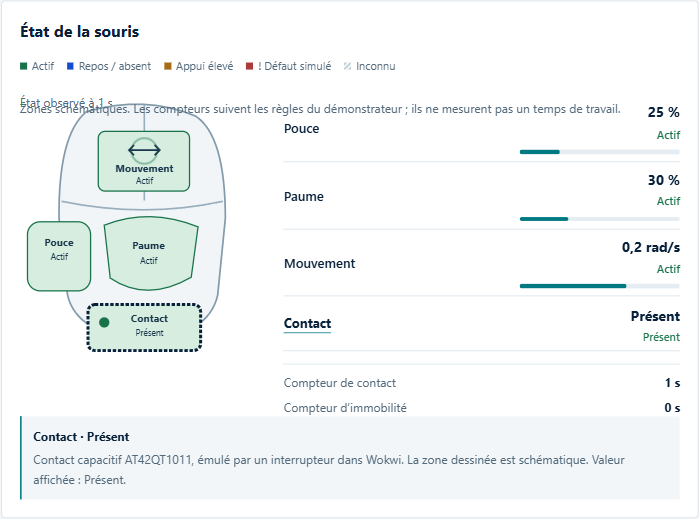 État de la souris
Actif
Repos / absent
Appui élevé
! Défaut simulé
Inconnu
État observé à 1 s
Zones schématiques. Les compteurs suivent les règles du démonstrateur ; ils ne mesurent pas un temps de travail.
Mouvement
Actif
Pouce
Actif
Paume
Actif
Contact
Présent
Pouce
25 %
Actif
Paume
30 %
Actif
Mouvement
0,2 rad/s
Actif
Contact
Présent
Présent
Compteur de contact
1 s
Compteur d'immobilité
0 s
Contact · Présent
Contact capacitif AT42QT1011, émulé par un interrupteur dans Wokwi. La zone dessinée est schématique. Valeur
affichée : Présent.